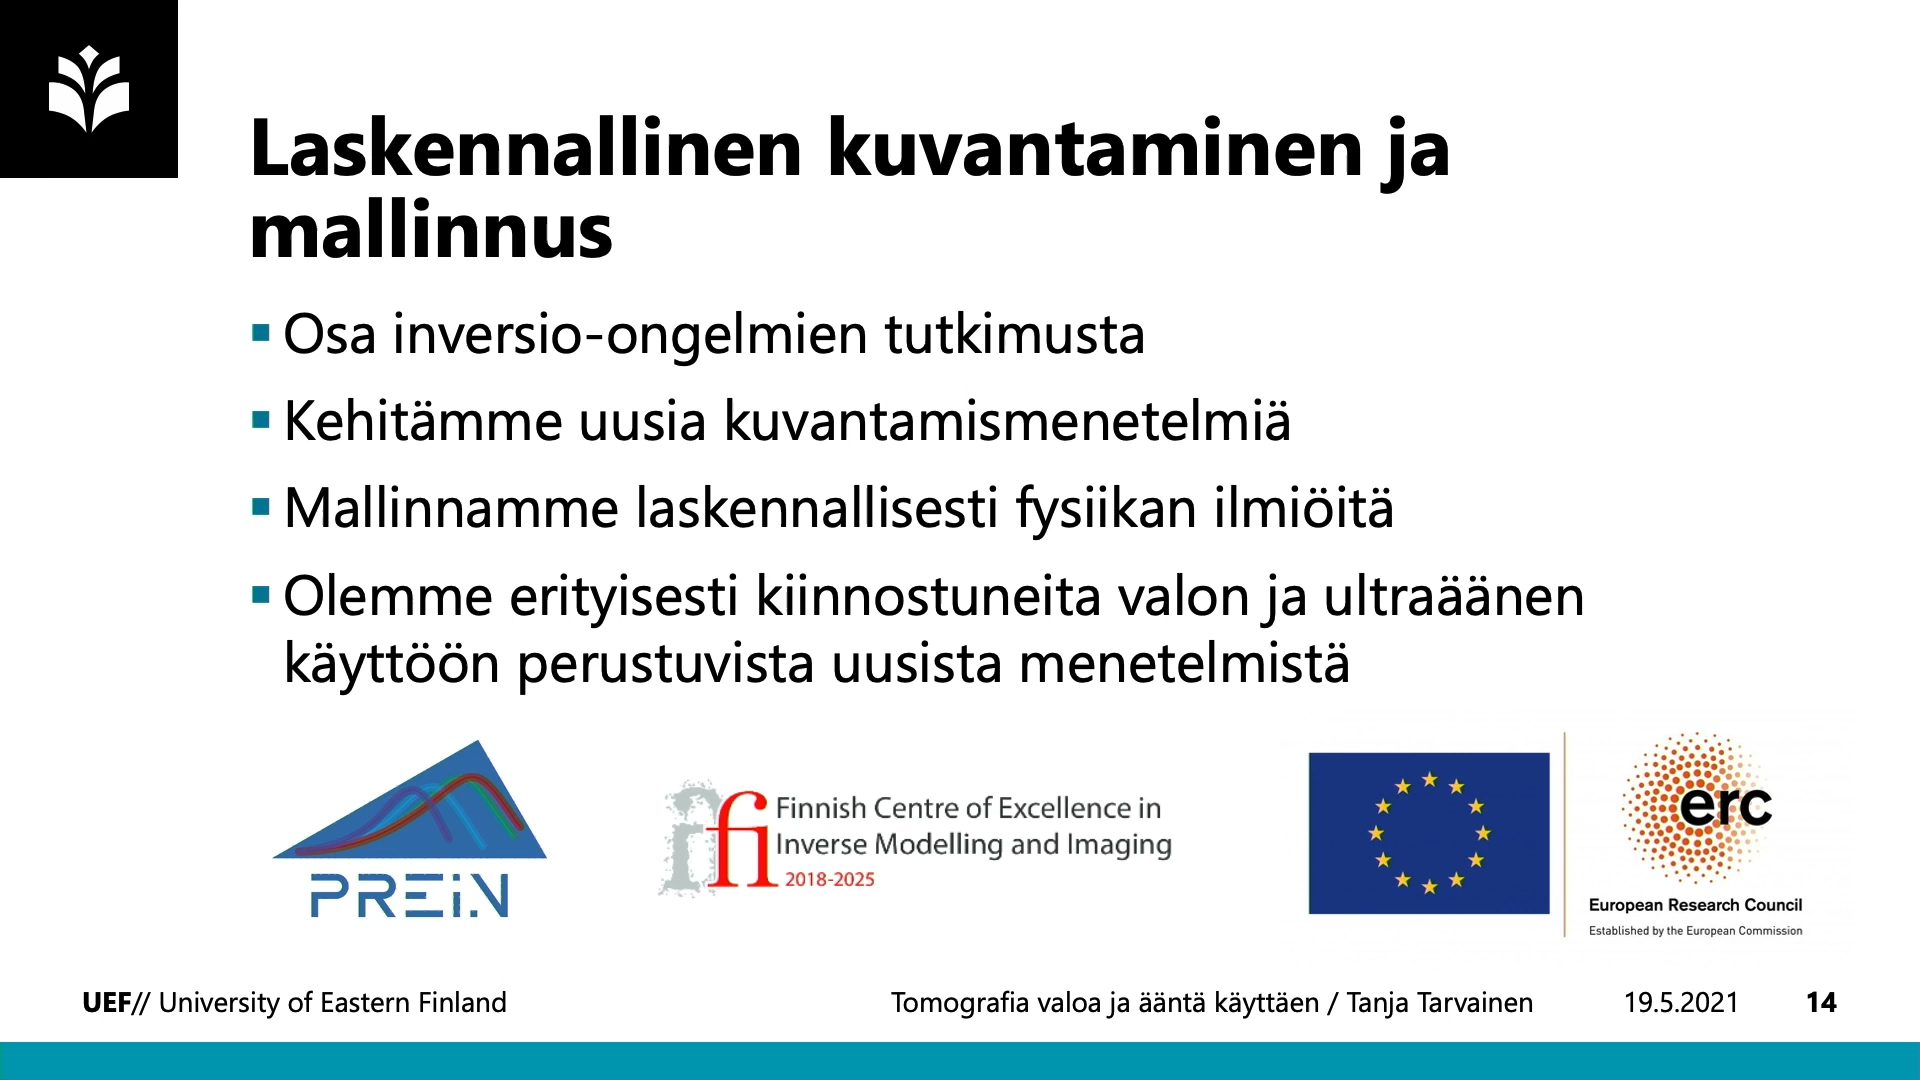 Laskennallinen kuvantaminen ja
mallinnus
Osa inversio-ongelmien tutkimusta
Kehitämme uusia kuvantamismenetelmiä
Mallinnamme laskennallisesti fysiikan ilmiöitä
Olemme erityisesti kiinnostuneita valon ja ultraäänen
käyttöön perustuvista uusista menetelmistä
PREIN
fi Finnish Centre of Excellence in
Inverse Modelling and Imaging
2018-2025
erc
European Research Council
Established by the European Commission
UEF// University of Eastern Finland
Tomografia valoa ja ääntä käyttäen / Tanja Tarvainen
19.5.2021
14